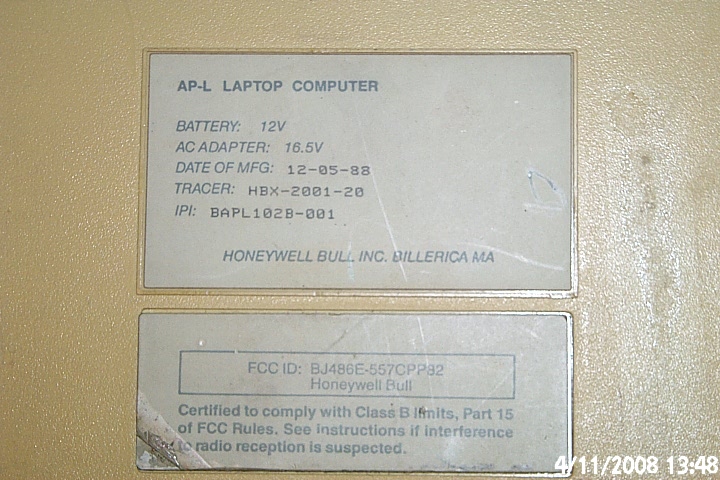 AP-L LAPTOP COMPUTER
BATTERY: 12V
AC ADAPTER: 16.5V
DATE OF MFG: 12-05-88
TRACER: HBX-2001-20
IPI: BAPL102B-001
HONEYWELL BULL INC. BILLERICA MA
FCC ID: BJ486E-557CPP82
Honeywell Bull
Certified to comply with Class B limits, Part 15
of FCC Rules. See instructions if interference
to radio reception is suspected.
4/11/2008 13:48